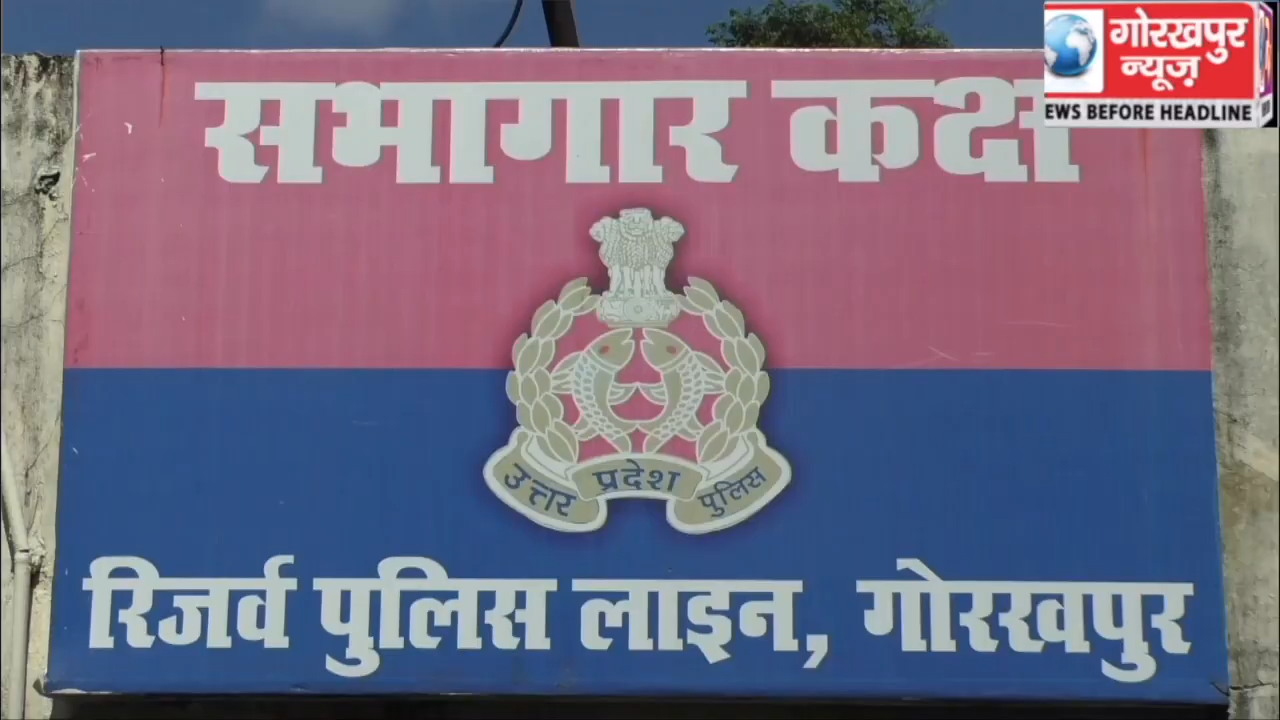 सभागार कक्ष
गोरखपुर
न्यूज़
EWS BEFORE HEADLINE
उत्तर प्रदेश पुलिस
रिजर्व पुलिस लाइन, गोरखपुर